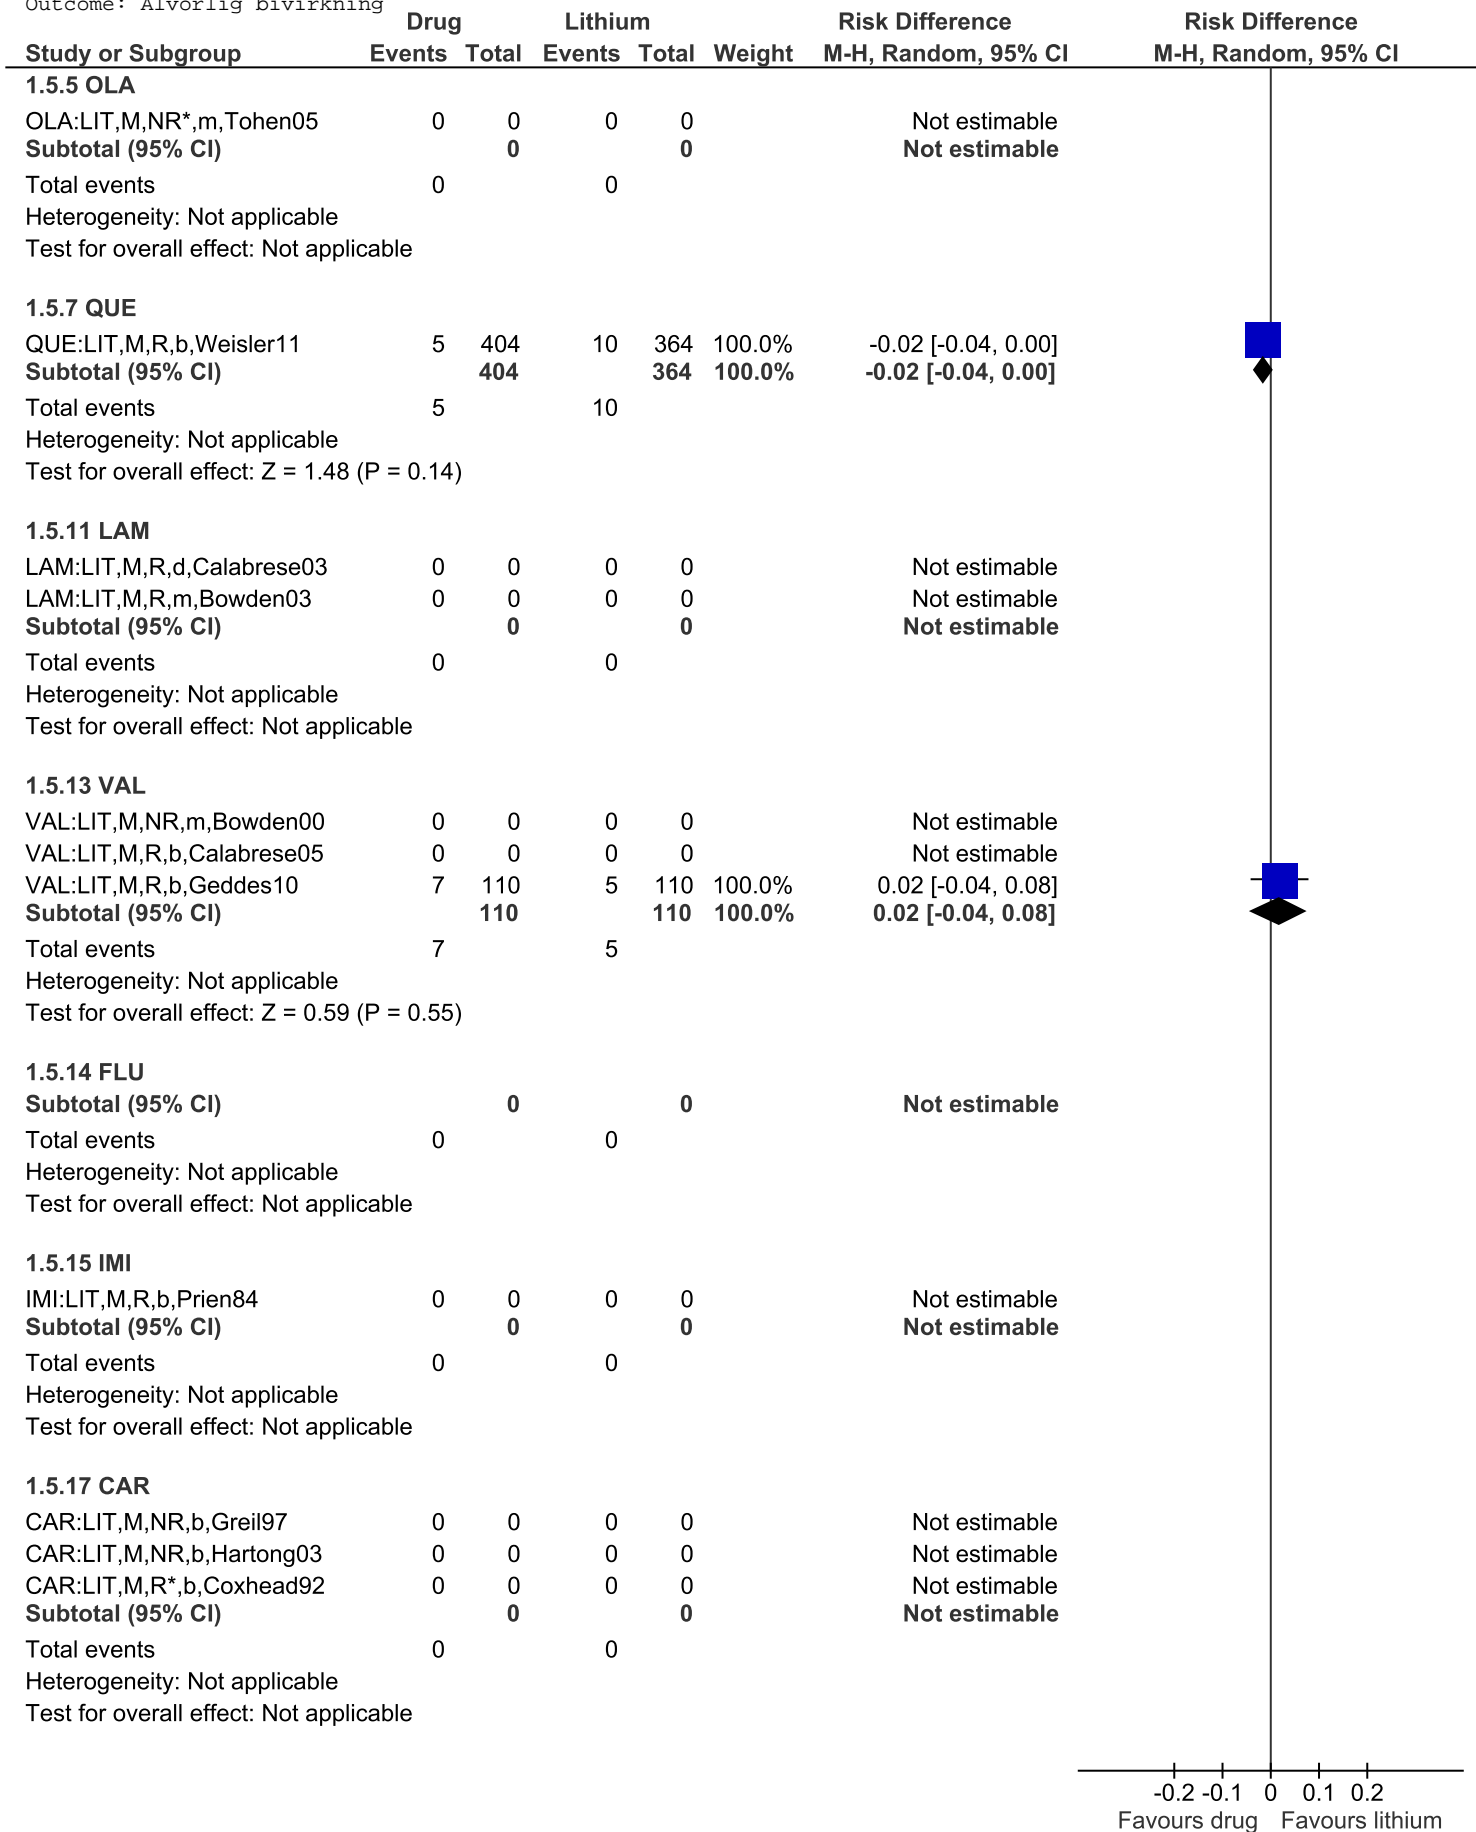 Outcome: Alvorlig bivirkning
Drug Lithium Risk Difference Risk Difference
Study or Subgroup Events Total Events Total Weight M-H, Random, 95% CI M-H, Random, 95% CI
1.5.5 OLA
OLA:LIT,M,NR*,m,Tohen05 0 0 0 0 Not estimable
Subtotal (95% CI) 0 0 Not estimable
Total events 0 0
Heterogeneity: Not applicable
Test for overall effect: Not applicable
1.5.7 QUE
QUE:LIT,M,R,b,Weisler11 5 404 10 364 100.0% -0.02 [-0.04, 0.00]
Subtotal (95% CI) 404 364 100.0% -0.02 [-0.04, 0.00]
Total events 5 10
Heterogeneity: Not applicable
Test for overall effect: Z = 1.48 (P = 0.14)
1.5.11 LAM
LAM:LIT,M,R,d,Calabrese03 0 0 0 0 Not estimable
LAM:LIT,M,R,m,Bowden03 0 0 0 0 Not estimable
Subtotal (95% CI) 0 0 Not estimable
Total events 0 0
Heterogeneity: Not applicable
Test for overall effect: Not applicable
1.5.13 VAL
VAL:LIT,M,NR,m,Bowden00 0 0 0 0 Not estimable
VAL:LIT,M,R,b,Calabrese05 0 0 0 0 Not estimable
VAL:LIT,M,R,b,Geddes10 7 110 5 110 100.0% 0.02 [-0.04, 0.08]
Subtotal (95% CI) 110 110 100.0% 0.02 [-0.04, 0.08]
Total events 7 5
Heterogeneity: Not applicable
Test for overall effect: Z = 0.59 (P = 0.55)
1.5.14 FLU
Subtotal (95% CI) 0 0 Not estimable
Total events 0 0
Heterogeneity: Not applicable
Test for overall effect: Not applicable
1.5.15 IMI
IMI:LIT,M,R,b,Prien84 0 0 0 0 Not estimable
Subtotal (95% CI) 0 0 Not estimable
Total events 0 0
Heterogeneity: Not applicable
Test for overall effect: Not applicable
1.5.17 CAR
CAR:LIT,M,NR,b,Greil97 0 0 0 0 Not estimable
CAR:LIT,M,NR,b,Hartong03 0 0 0 0 Not estimable
CAR:LIT,M,R*,b,Coxhead92 0 0 0 0 Not estimable
Subtotal (95% CI) 0 0 Not estimable
Total events 0 0
Heterogeneity: Not applicable
Test for overall effect: Not applicable
-0.2 -0.1 0 0.1 0.2
Favours drug Favours lithium